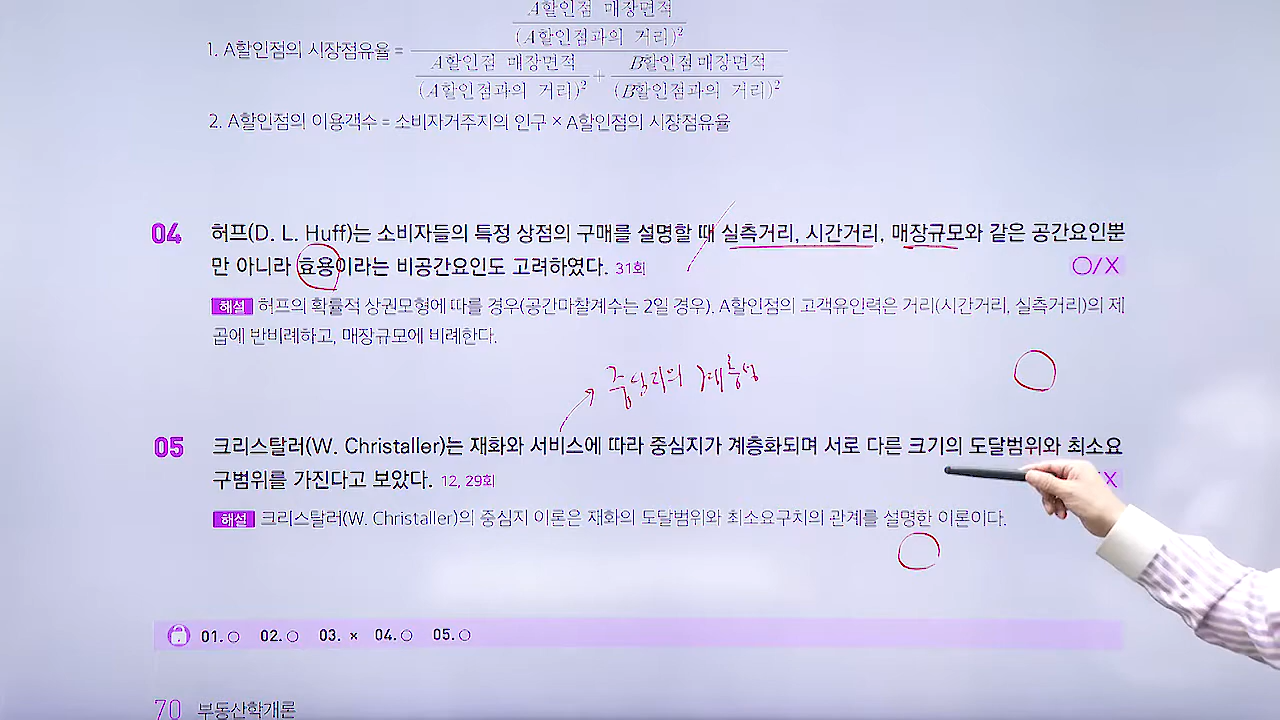 A할인점 매장면적
(A할인점과의 거리)²
1. A할인점의 시장점유율 =
A할인점 매장면적 + B할인점매장면적
(A할인점과의 거리)² (B할인점과의 거리)²
2. A할인점의 이용객수 = 소비자거주지의 인구 × A할인점의 시장점유율
04 허프(D. L. Huff)는 소비자들의 특정 상점의 구매를 설명할 때 실측거리, 시간거리, 매장규모와 같은 공간요인뿐
만 아니라 효용이라는 비공간요인도 고려하였다. 31회 ○/X
해설 허프의 확률적 상권모형에 따를 경우(공간마찰계수는 2일 경우). A할인점의 고객유인력은 거리(시간거리, 실측거리)의 제
곱에 반비례하고, 매장규모에 비례한다.
중심지의 계층성
05 크리스탈러(W. Christaller)는 재화와 서비스에 따라 중심지가 계층화되며 서로 다른 크기의 도달범위와 최소요
구범위를 가진다고 보았다. 12, 29회 X
해설 크리스탈러(W. Christaller)의 중심지 이론은 재화의 도달범위와 최소요구치의 관계를 설명한 이론이다.
01. ○ 02. ○ 03. × 04. ○ 05. ○
70 부동산학개론